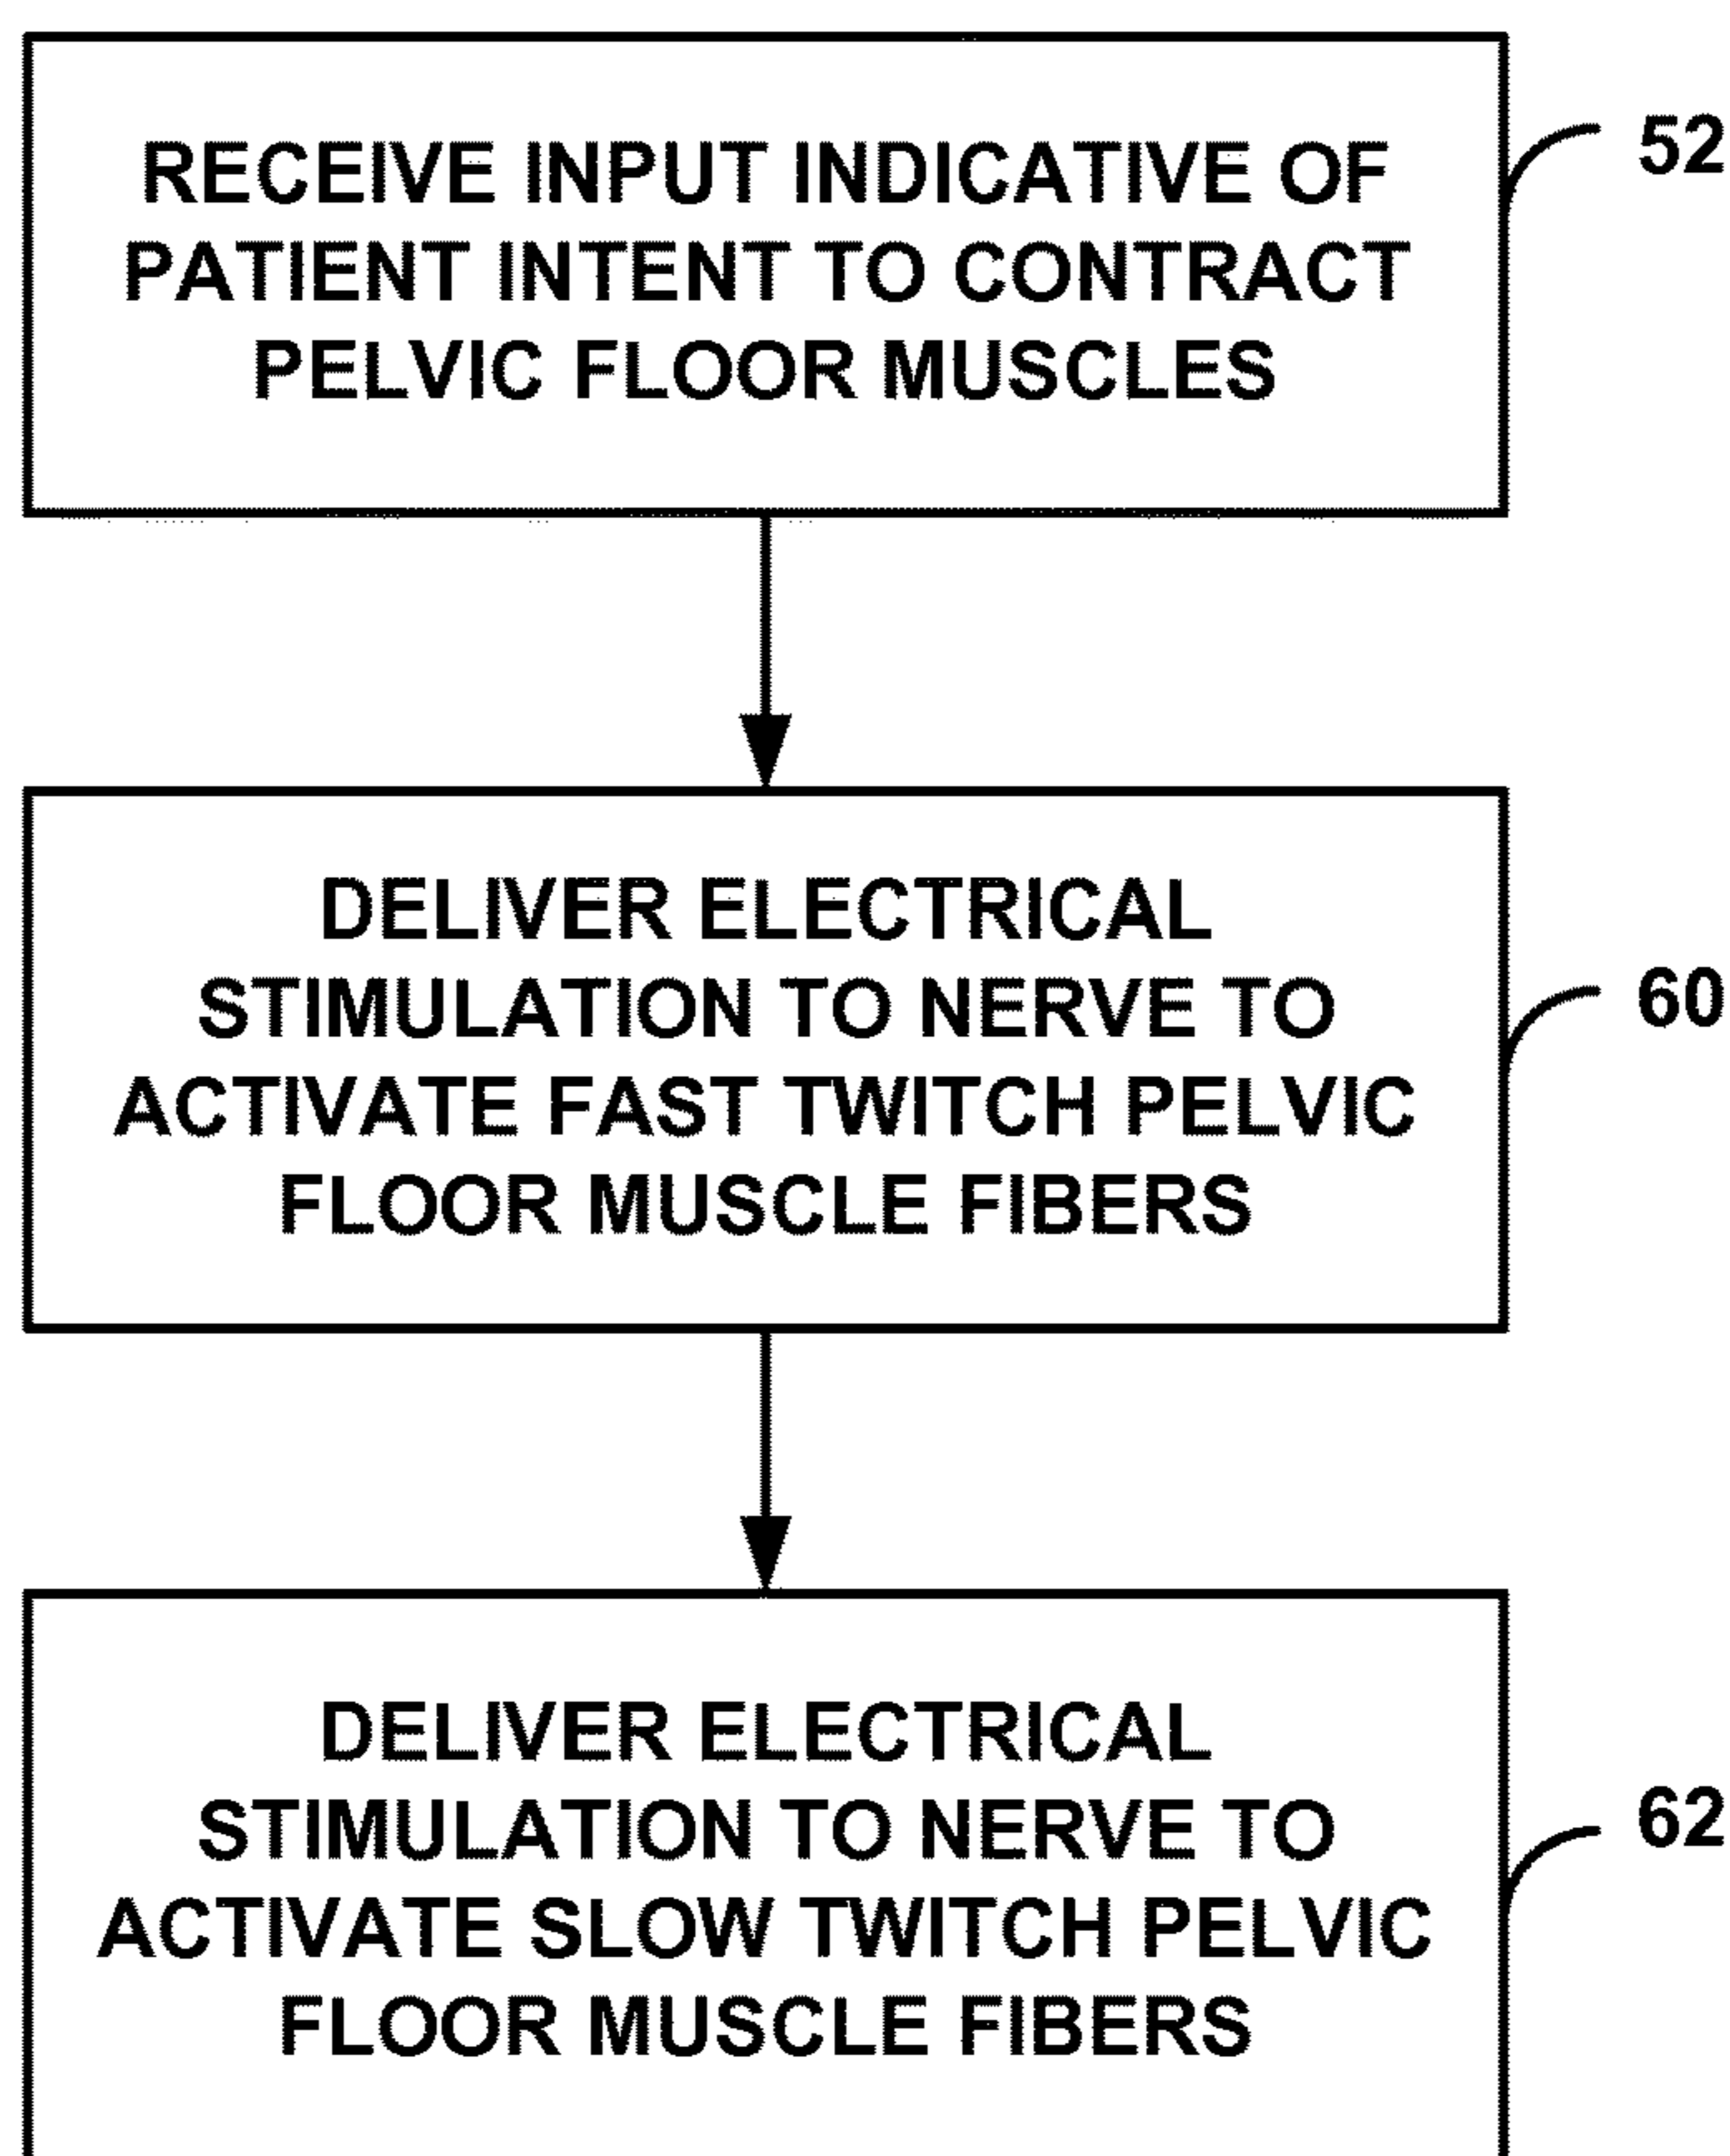 RECEIVE INPUT INDICATIVE OF
PATIENT INTENT TO CONTRACT
PELVIC FLOOR MUSCLES
52
DELIVER ELECTRICAL
STIMULATION TO NERVE TO
ACTIVATE FAST TWITCH PELVIC
FLOOR MUSCLE FIBERS
60
DELIVER ELECTRICAL
STIMULATION TO NERVE TO
ACTIVATE SLOW TWITCH PELVIC
FLOOR MUSCLE FIBERS
62